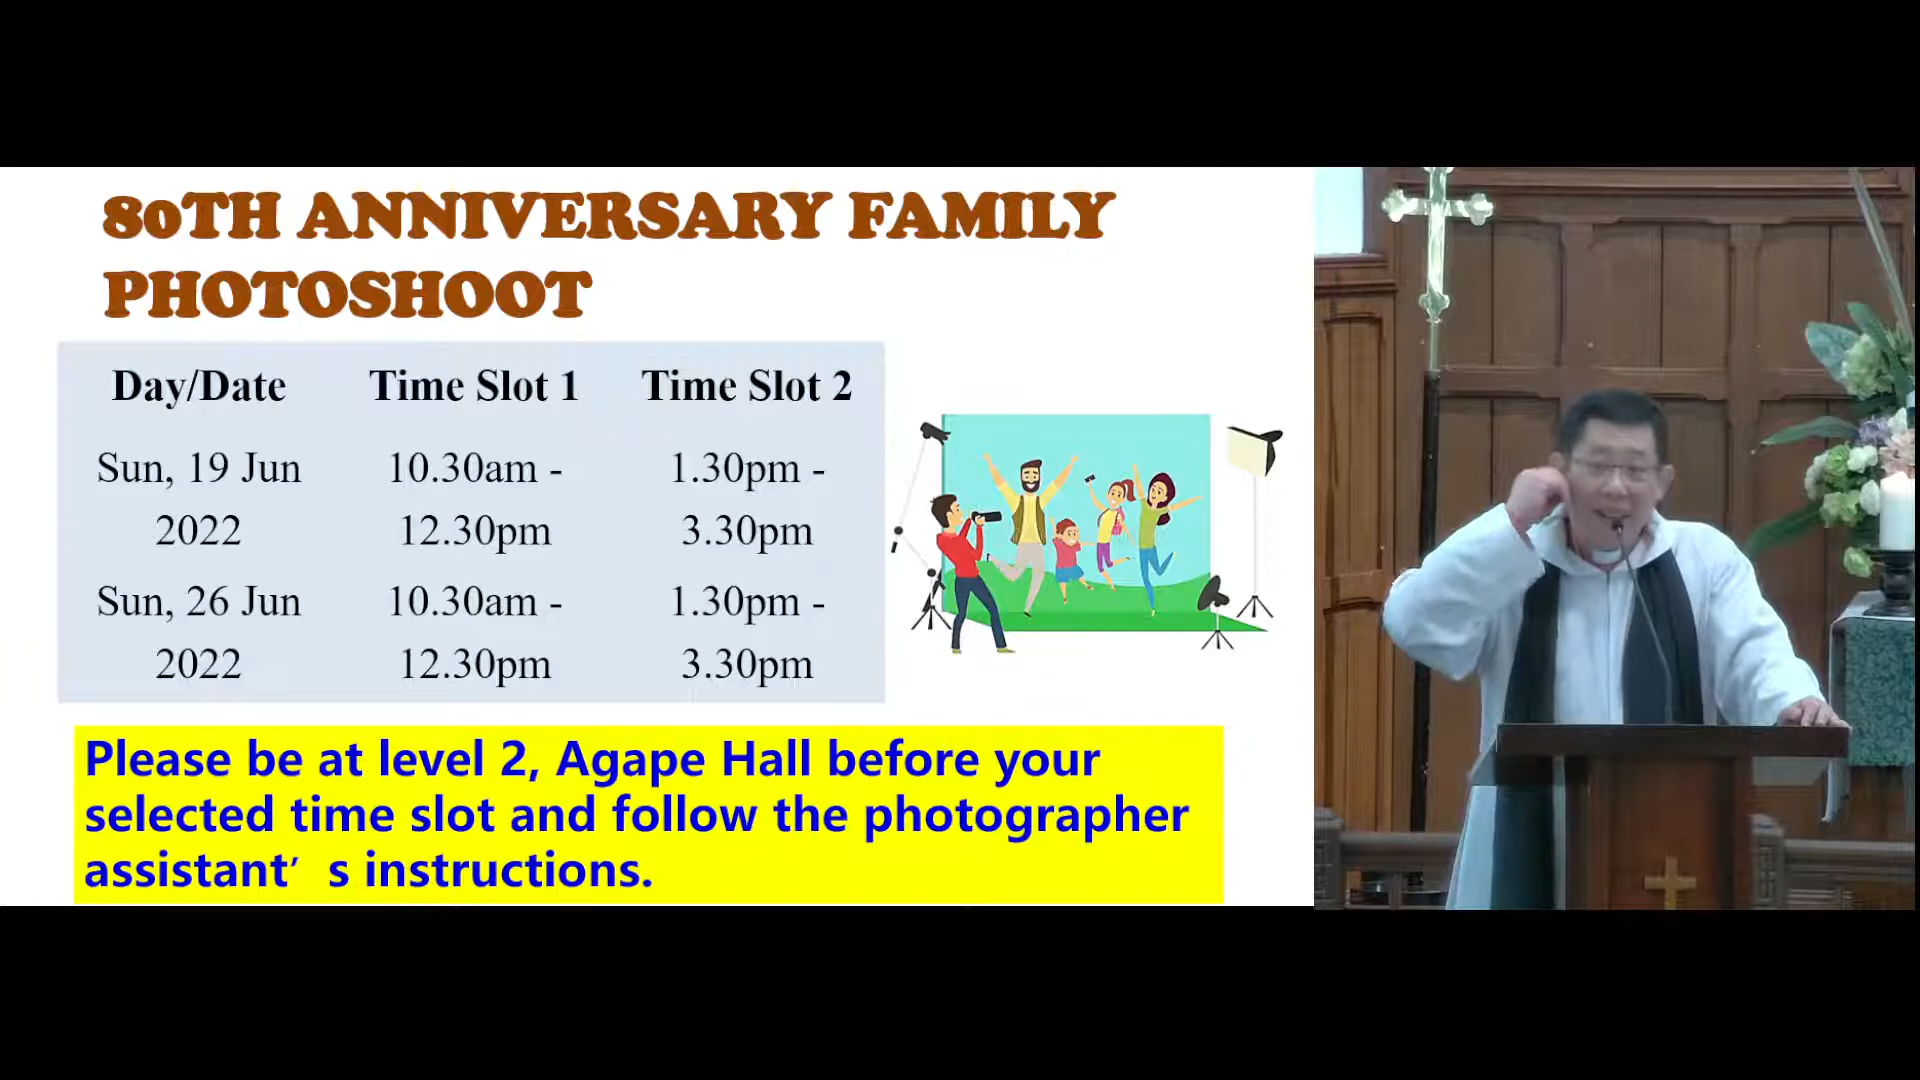 80TH ANNIVERSARY FAMILY
PHOTOSHOOT
Day/Date Time Slot 1 Time Slot 2
Sun, 19 Jun 10.30am - 1.30pm -
2022 12.30pm 3.30pm
Sun, 26 Jun 10.30am - 1.30pm -
2022 12.30pm 3.30pm
Please be at level 2, Agape Hall before your
selected time slot and follow the photographer
assistant’s instructions.